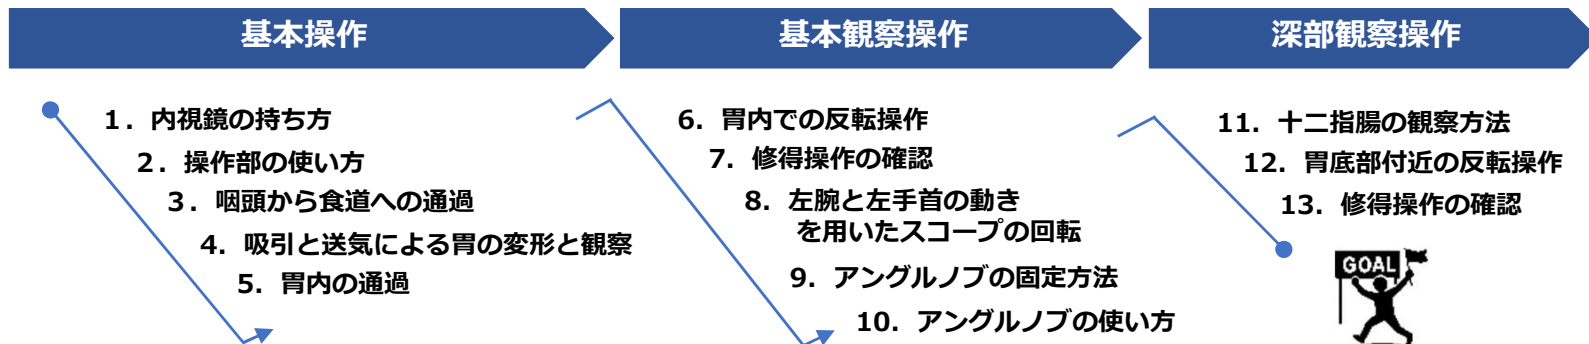 基本操作
1．内視鏡の持ち方
2．操作部の使い方
3．咽頭から食道への通過
4．吸引と送気による胃の変形と観察
5．胃内の通過
基本観察操作
6．胃内での反転操作
7．修得操作の確認
8．左腕と左手首の動き
を用いたスコープの回転
9．アングルノブの固定方法
10．アングルノブの使い方
深部観察操作
11．十二指腸の観察方法
12．胃底部付近の反転操作
13．修得操作の確認
GOAL